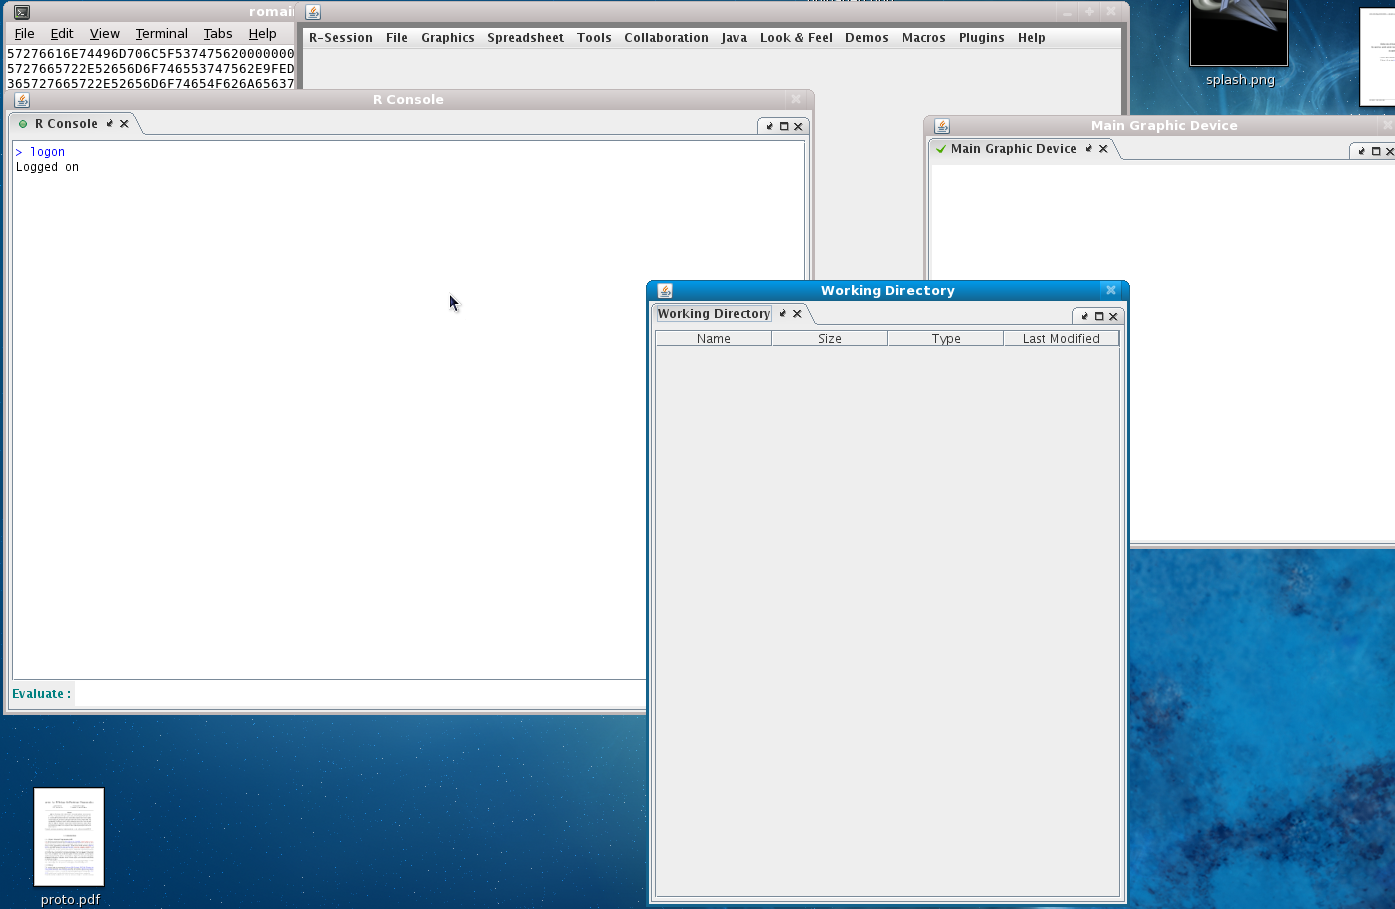 romai
File Edit View Terminal Tabs Help
57276616E74496D706C5F537475620000000
5727665722E52656D6F746553747562E9FED
365727665722E52656D6F74654F626A65637
R-Session File Graphics Spreadsheet Tools Collaboration Java Look & Feel Demos Macros Plugins Help
splash.png
R Console
R Console
> logon
Logged on
Evaluate :
Main Graphic Device
Main Graphic Device
Working Directory
Working Directory
Name Size Type Last Modified
proto.pdf